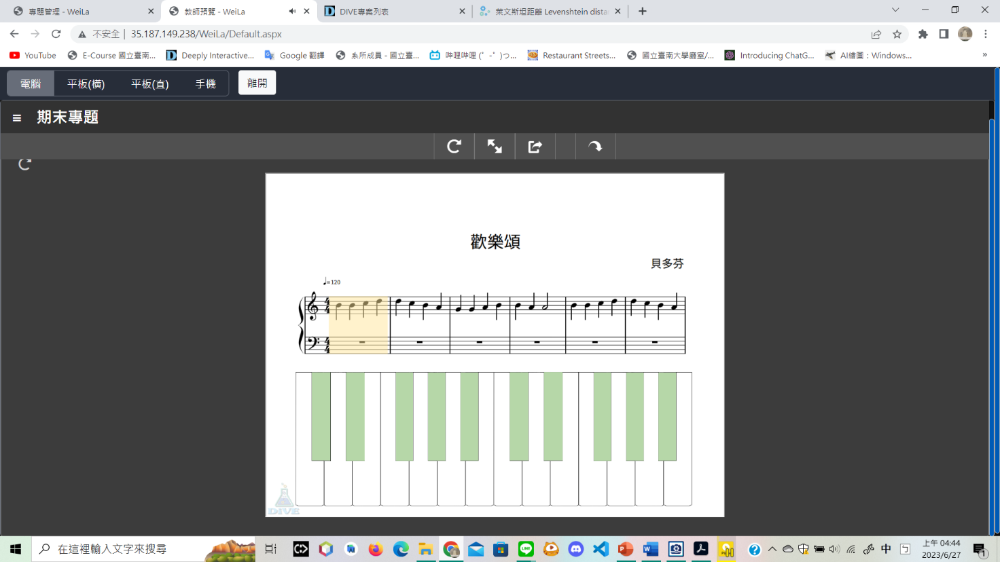 專題管理 - WeiLa
教師預覽 - WeiLa
DIVE專案列表
萊文斯坦距離 Levenshtein dista
不安全 | 35.187.149.238/WeiLa/Default.aspx
YouTube
E-Course 國立臺南...
Deeply Interactive...
Google 翻譯
系所成員 - 國立臺...
哔哩哔哩 (゜-゜)つ...
Restaurant Streets...
國立臺南大學廳室/...
Introducing ChatG...
AI繪圖：Windows...
»
電腦
平板(橫)
平板(直)
手機
離開
期末專題
歡樂頌
貝多芬
♩=120
DIVE
在這裡輸入文字來搜尋
LINE
中
上午 04:44
2023/6/27
1